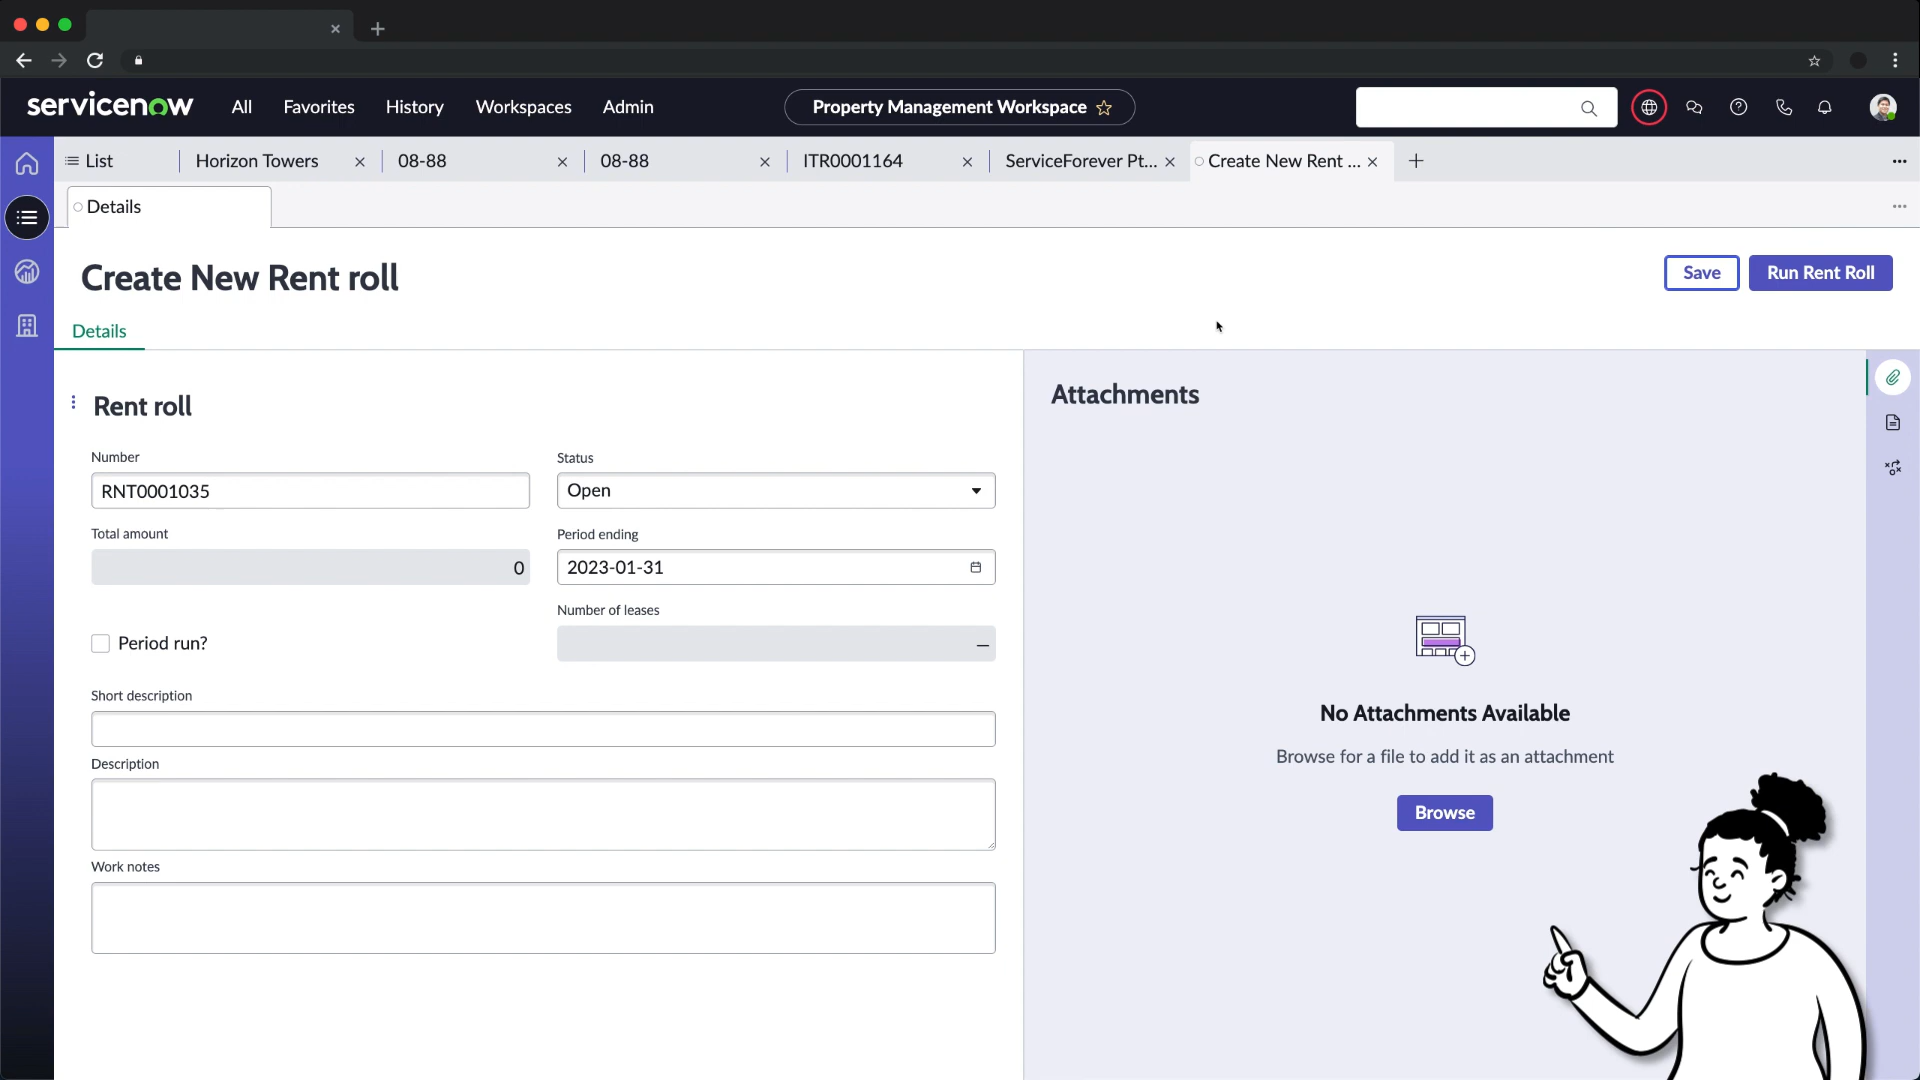 servicenow All Favorites History Workspaces Admin Property Management Workspace
List Horizon Towers 08-88 08-88 ITR0001164 ServiceForever Pt... Create New Rent ...
Details
Create New Rent roll
Save Run Rent Roll
Details
Rent roll
Number
RNT0001035
Status
Open
Total amount
0
Period ending
2023-01-31
Period run?
Number of leases
–
Short description
Description
Work notes
Attachments
No Attachments Available
Browse for a file to add it as an attachment
Browse